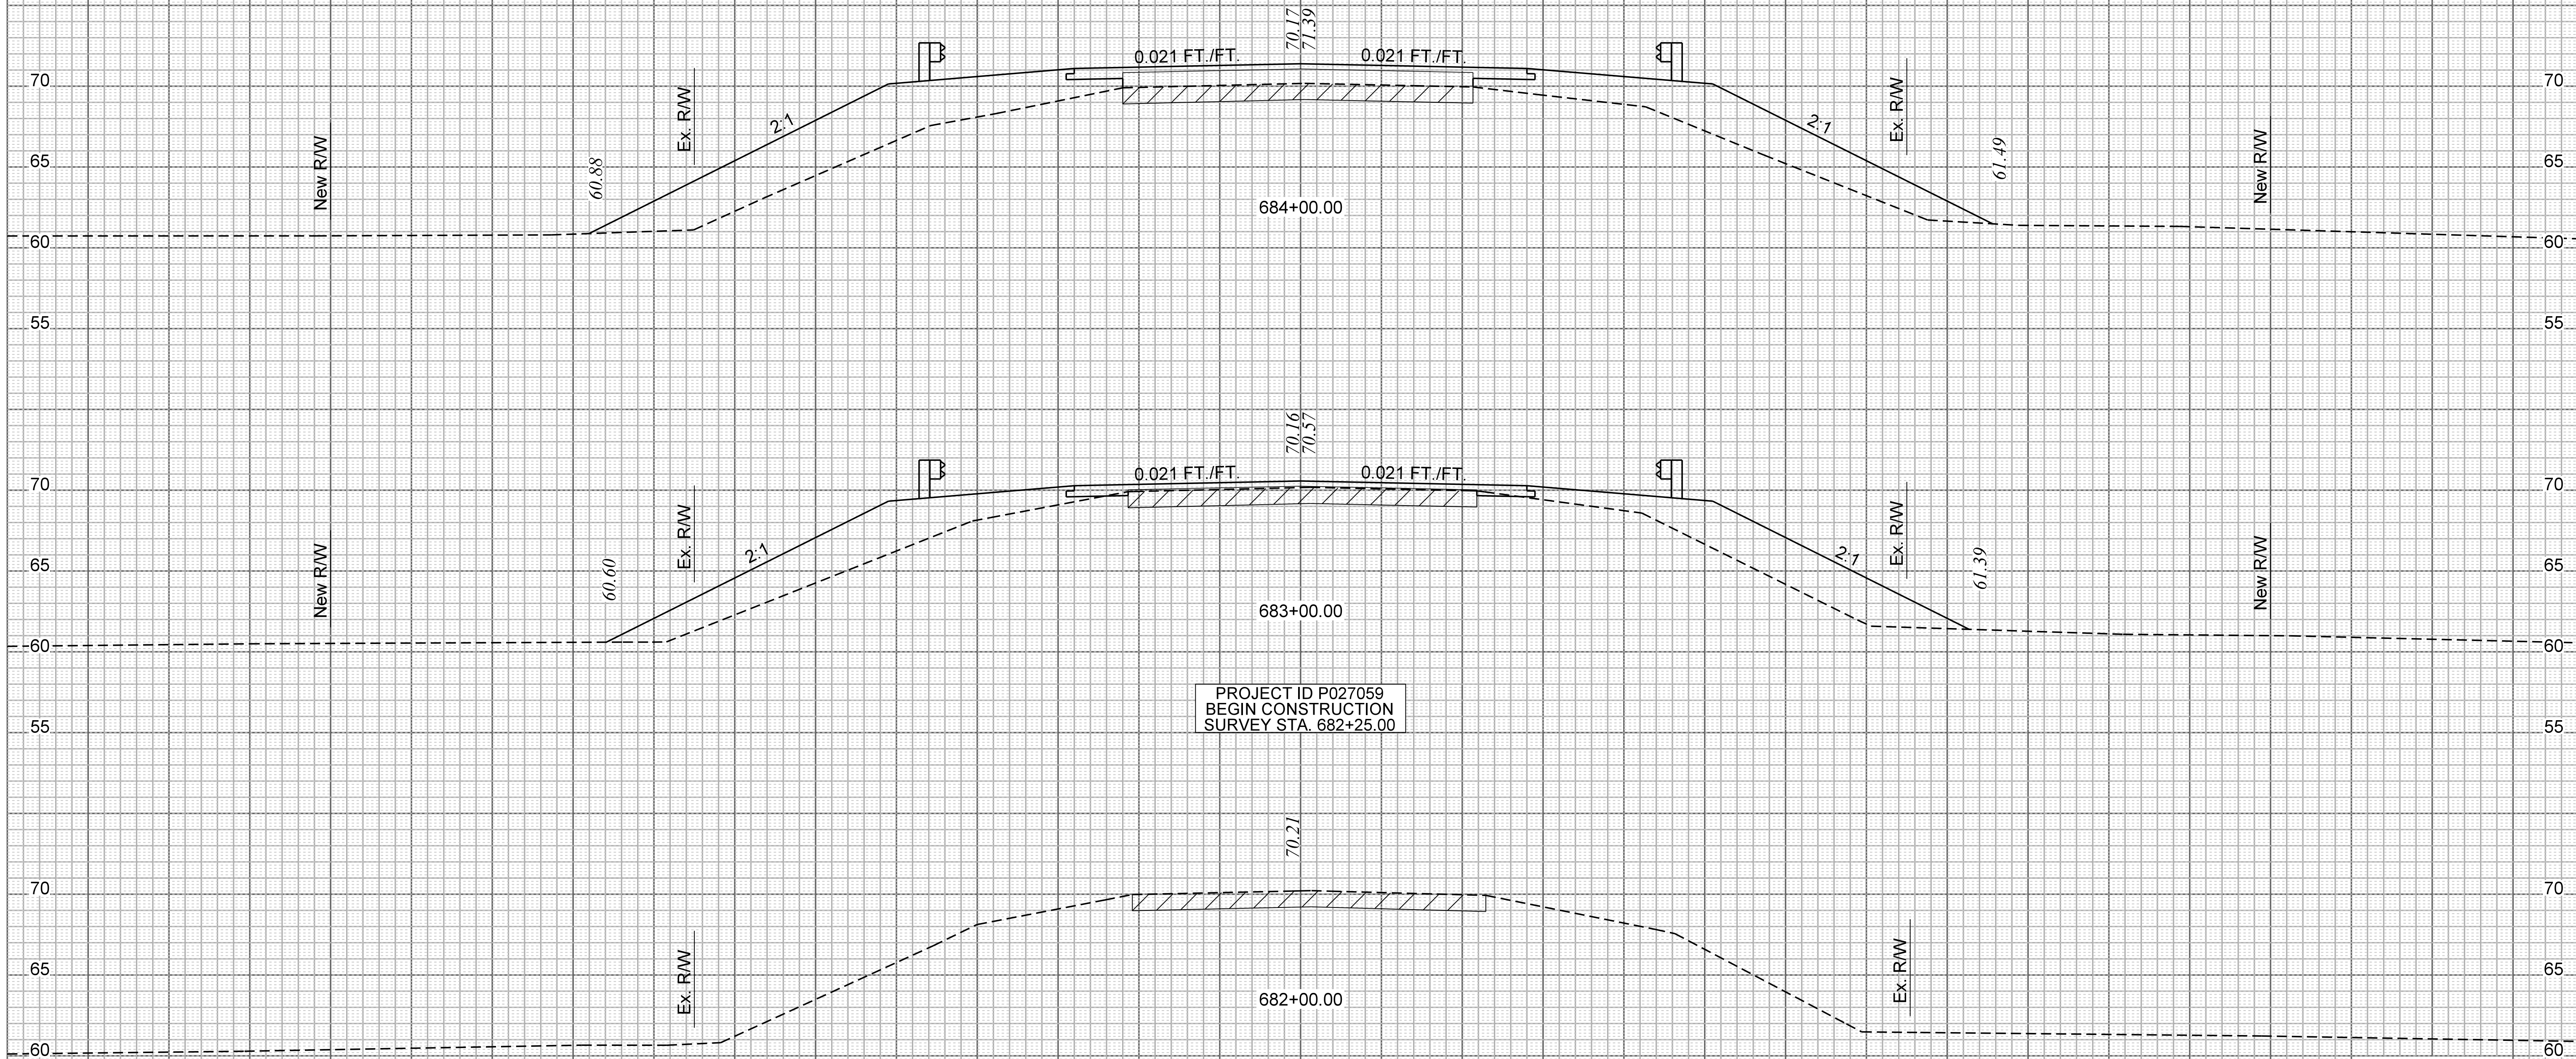 70.17
71.39
0.021 FT./FT. 0.021 FT./FT.
70 70
Ex. R/W Ex. R/W
2:1 2:1
New R/W New R/W
65 65
60.88 61.49
684+00.00
60 60
55 55
70.16
70.57
0.021 FT./FT. 0.021 FT./FT.
70 70
Ex. R/W Ex. R/W
2:1 2:1
New R/W New R/W
65 65
60.60 61.39
683+00.00
60 60
PROJECT ID P027059
BEGIN CONSTRUCTION
SURVEY STA. 682+25.00
55 55
70.21
70 70
Ex. R/W Ex. R/W
65 65
682+00.00
60 60